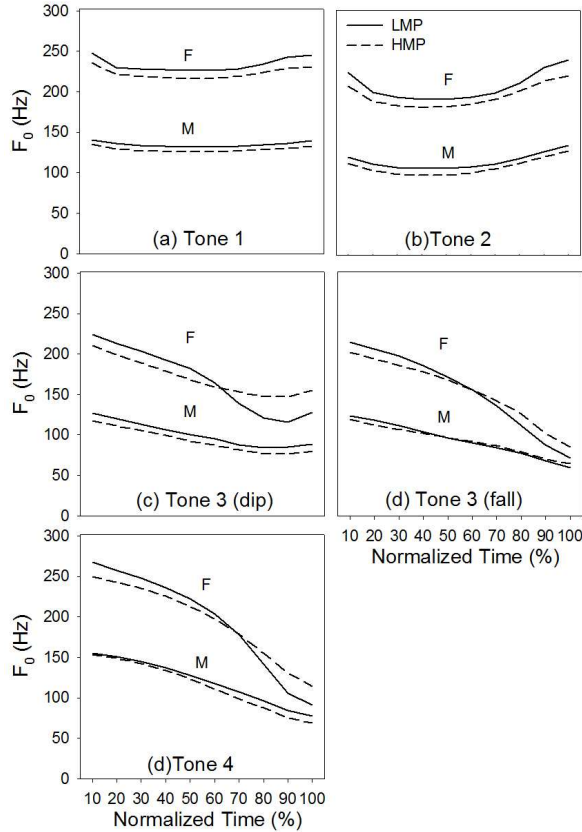 300
250
200
150
100
50
0
F0 (Hz)
F
M
(a) Tone 1
LMP
HMP
F
M
(b)Tone 2
300
250
200
150
100
50
0
F0 (Hz)
F
M
(c) Tone 3 (dip)
F
M
(d) Tone 3 (fall)
10 20 30 40 50 60 70 80 90 100
Normalized Time (%)
300
250
200
150
100
50
0
F0 (Hz)
F
M
(d)Tone 4
10 20 30 40 50 60 70 80 90 100
Normalized Time (%)